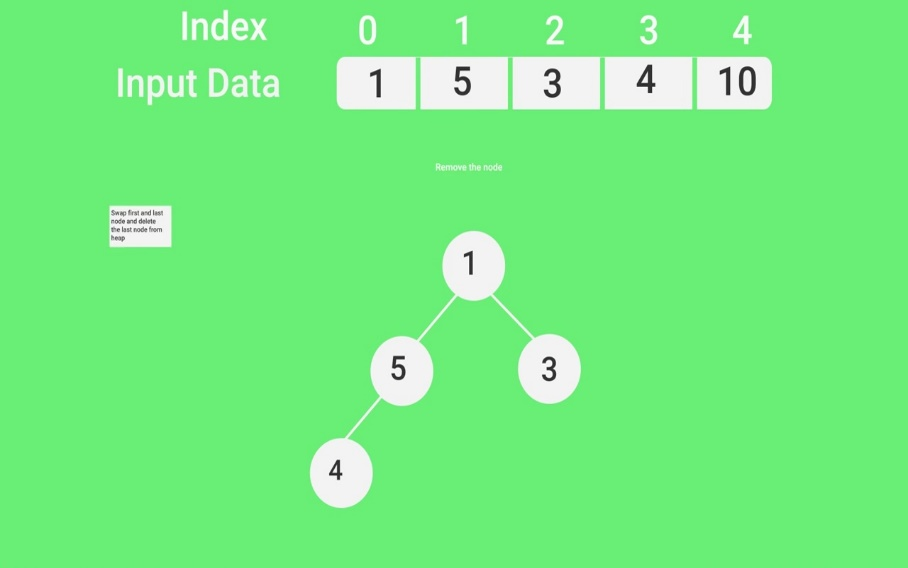 Index 0 1 2 3 4
Input Data 1 5 3 4 10
Remove the node
Swap first and last
node and delete
the last node from
heap
1
5 3
4